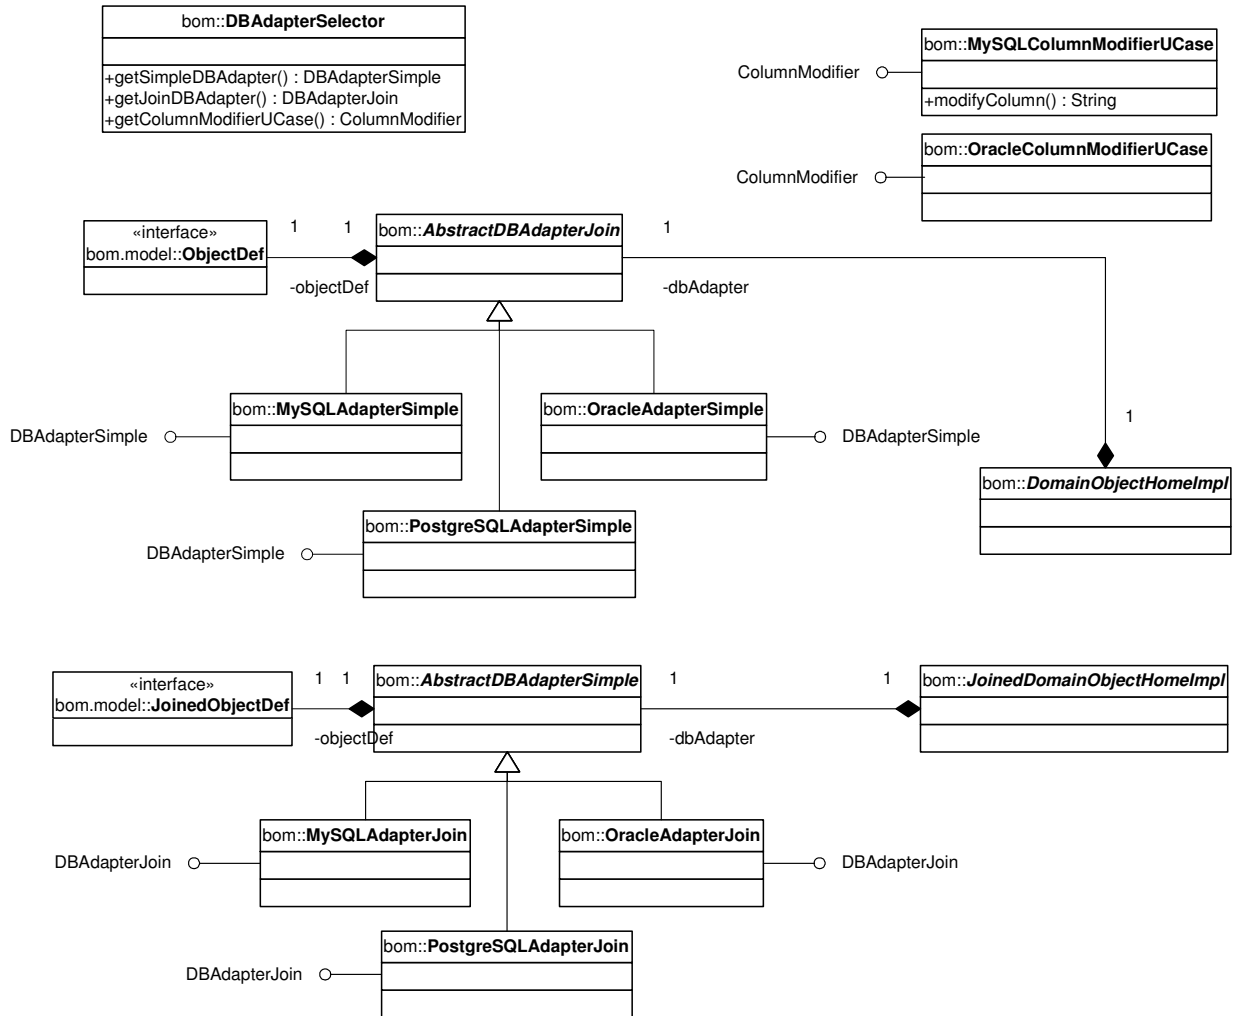 bom::DBAdapterSelector
+getSimpleDBAdapter() : DBAdapterSimple
+getJoinDBAdapter() : DBAdapterJoin
+getColumnModifierUCase() : ColumnModifier
bom::MySQLColumnModifierUCase
ColumnModifier
+modifyColumn() : String
bom::OracleColumnModifierUCase
ColumnModifier
«interface»
bom.model::ObjectDef
1
1
bom::AbstractDBAdapterJoin
1
-objectDef
-dbAdapter
bom::MySQLAdapterSimple
bom::OracleAdapterSimple
DBAdapterSimple
DBAdapterSimple
1
bom::DomainObjectHomeImpl
bom::PostgreSQLAdapterSimple
DBAdapterSimple
«interface»
bom.model::JoinedObjectDef
1
1
bom::AbstractDBAdapterSimple
1
1
bom::JoinedDomainObjectHomeImpl
-objectDef
-dbAdapter
bom::MySQLAdapterJoin
bom::OracleAdapterJoin
DBAdapterJoin
DBAdapterJoin
bom::PostgreSQLAdapterJoin
DBAdapterJoin